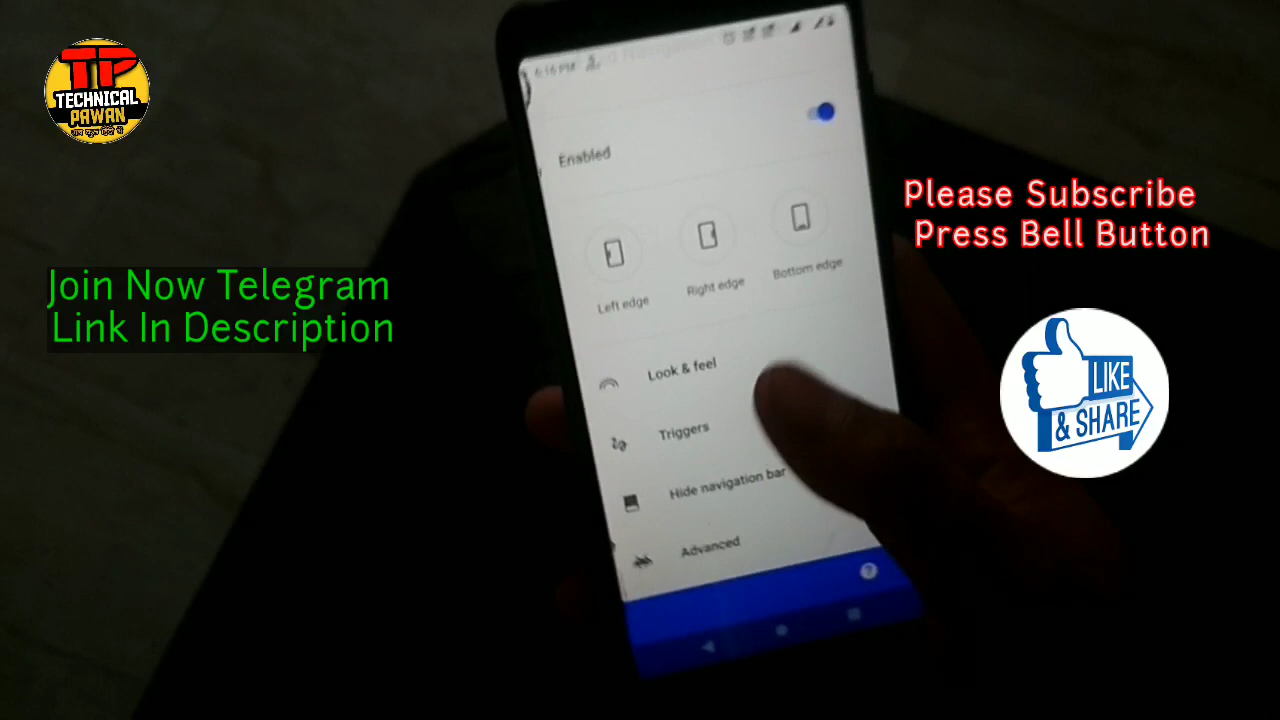 TP
TECHNICAL
PAWAN
Join Now Telegram
Link In Description
6:16 PM
Enabled
Left edge
Right edge
Bottom edge
Look & feel
Triggers
Hide navigation bar
Advanced
?
Please Subscribe
Press Bell Button
LIKE
& SHARE